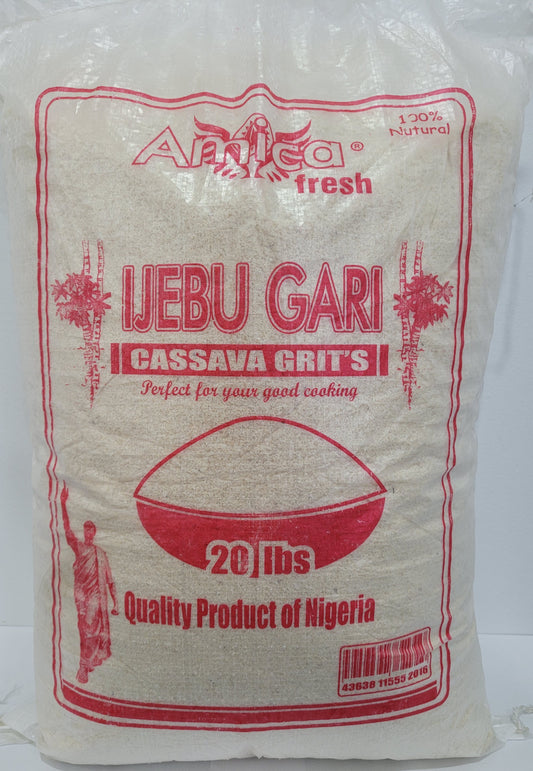 100%
Natural
Amica ®
fresh
IJEBU GARI
CASSAVA GRIT'S
Perfect for your good cooking
20 lbs
Quality Product of Nigeria
43638 11555 2016